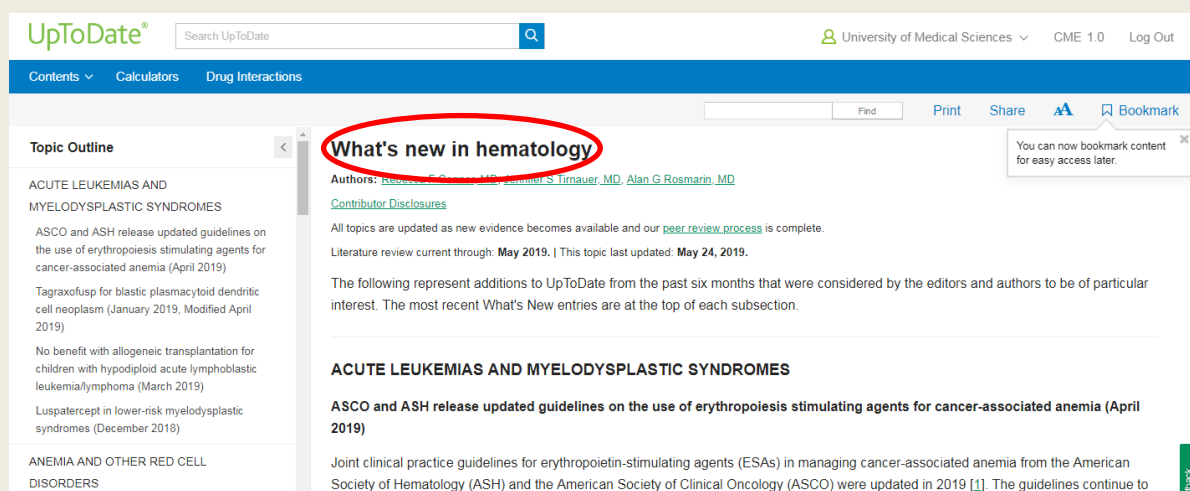 UpToDate®
Search UpToDate
University of Medical Sciences
CME 1.0
Log Out
Contents
Calculators
Drug Interactions
Find
Print
Share
AA
Bookmark
You can now bookmark content
for easy access later.
Topic Outline
ACUTE LEUKEMIAS AND
MYELODYSPLASTIC SYNDROMES
ASCO and ASH release updated guidelines on
the use of erythropoiesis stimulating agents for
cancer-associated anemia (April 2019)
Tagraxofusp for blastic plasmacytoid dendritic
cell neoplasm (January 2019, Modified April
2019)
No benefit with allogeneic transplantation for
children with hypodiploid acute lymphoblastic
leukemia/lymphoma (March 2019)
Luspatercept in lower-risk myelodysplastic
syndromes (December 2018)
ANEMIA AND OTHER RED CELL
DISORDERS
What's new in hematology
Authors: Rebecca F Connor, MD, Jennifer S Tirnauer, MD, Alan G Rosmarin, MD
Contributor Disclosures
All topics are updated as new evidence becomes available and our peer review process is complete.
Literature review current through: May 2019. | This topic last updated: May 24, 2019.
The following represent additions to UpToDate from the past six months that were considered by the editors and authors to be of particular
interest. The most recent What's New entries are at the top of each subsection.
ACUTE LEUKEMIAS AND MYELODYSPLASTIC SYNDROMES
ASCO and ASH release updated guidelines on the use of erythropoiesis stimulating agents for cancer-associated anemia (April
2019)
Joint clinical practice guidelines for erythropoietin-stimulating agents (ESAs) in managing cancer-associated anemia from the American
Society of Hematology (ASH) and the American Society of Clinical Oncology (ASCO) were updated in 2019 [1]. The guidelines continue to